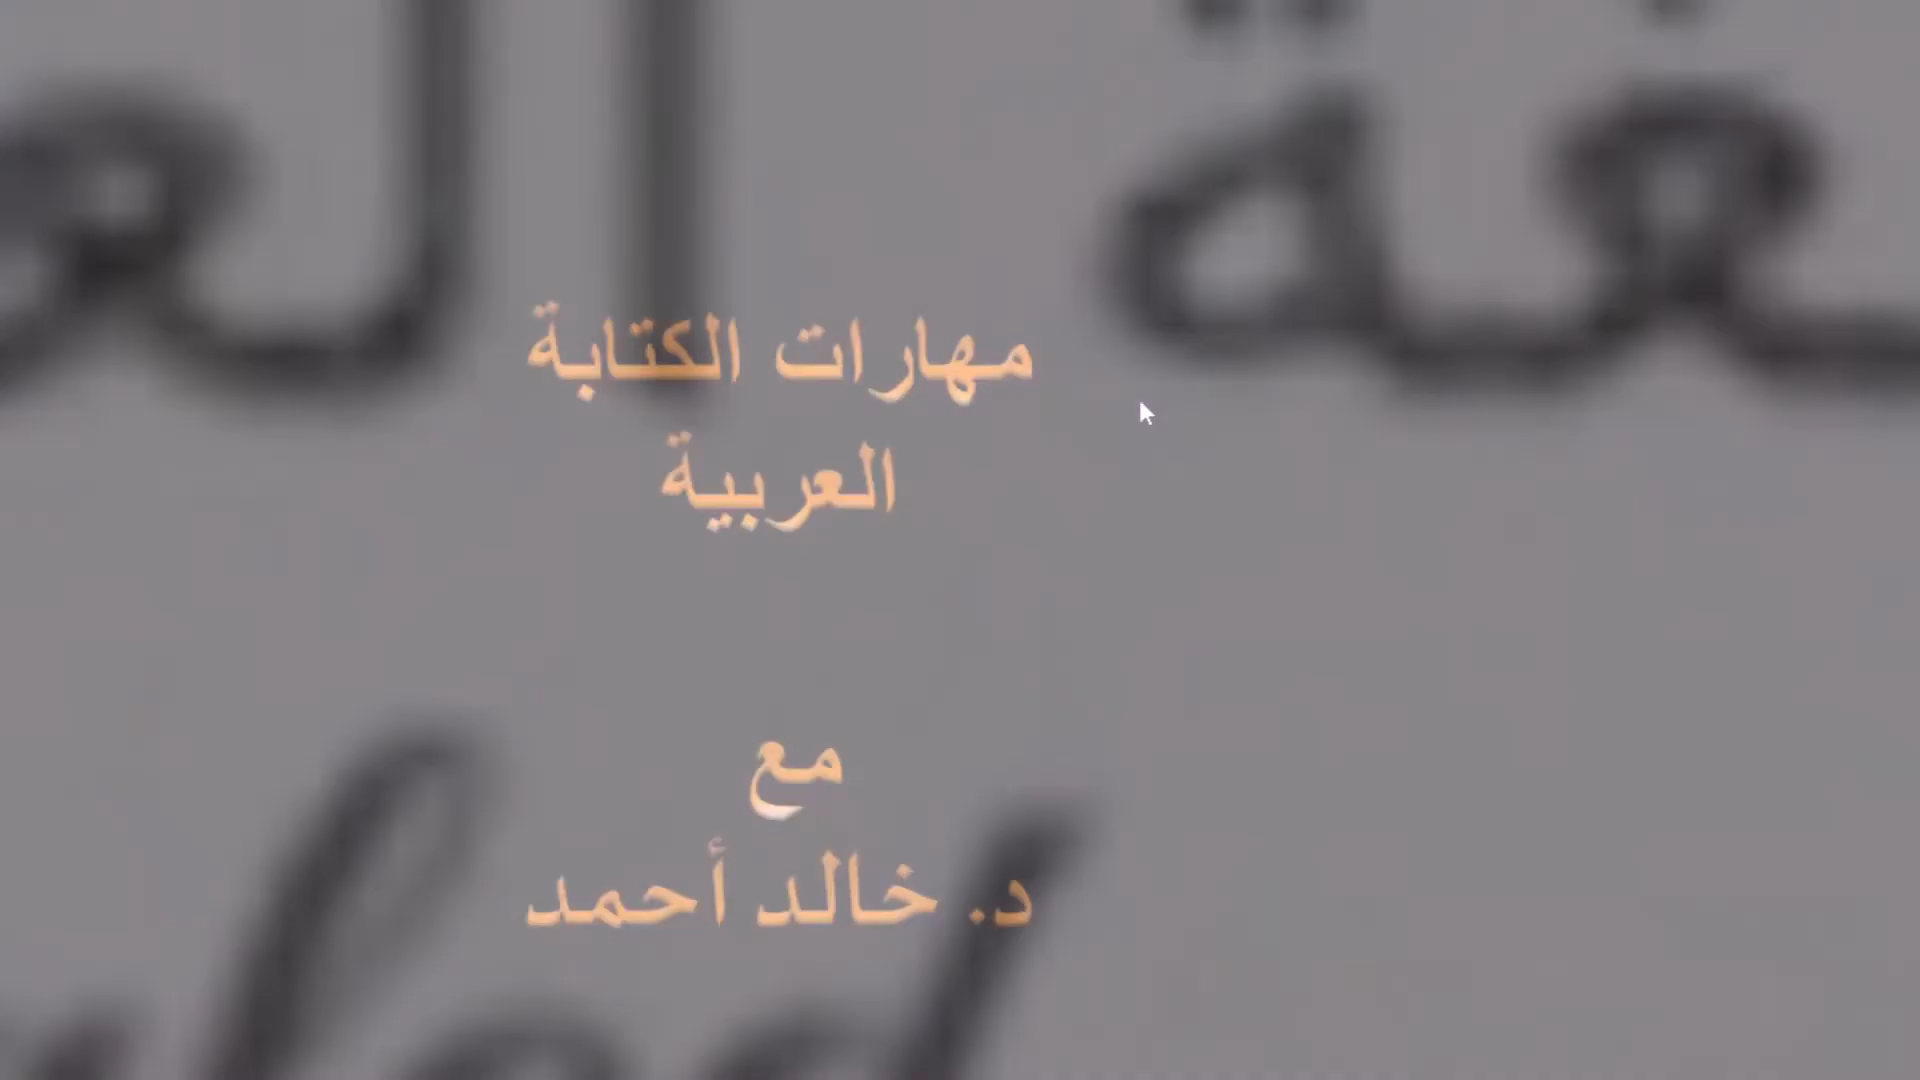 مهارات الكتابة
العربية
مع
د. خالد أحمد